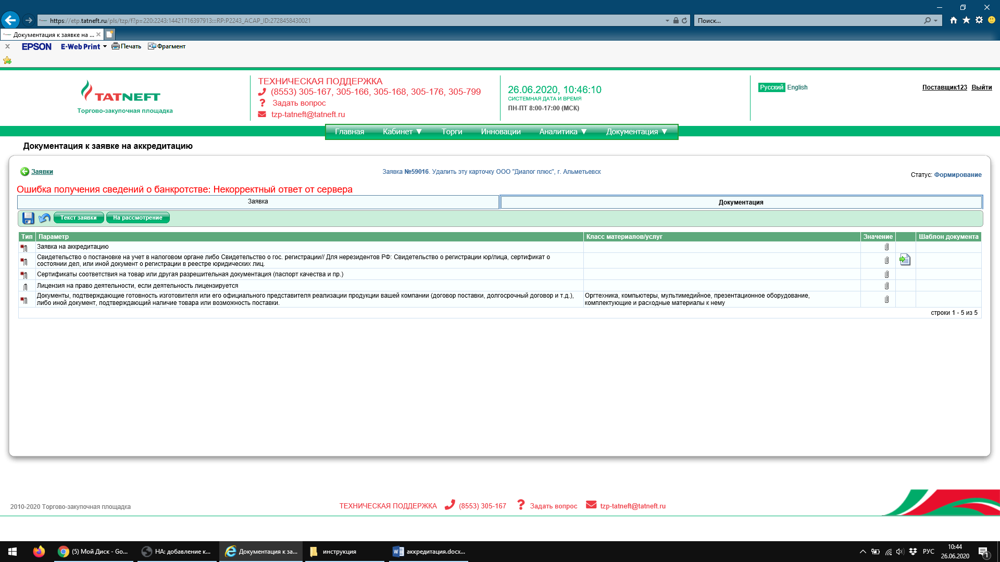 https://etp.tatneft.ru/pls/tzp/f?p=220:2243:14421716397913:::RP:P2243_ACAP_ID:2728458430021
Поиск...
Документация к заявке на ...
EPSON E-Web Print Печать Фрагмент
TATNEFT
Торгово-закупочная площадка
ТЕХНИЧЕСКАЯ ПОДДЕРЖКА
(8553) 305-167, 305-166, 305-168, 305-176, 305-799
Задать вопрос
tzp-tatneft@tatneft.ru
26.06.2020, 10:46:10
СИСТЕМНАЯ ДАТА И ВРЕМЯ
ПН-ПТ 8:00-17:00 (МСК)
Русский English
Поставщик123 Выйти
Главная Кабинет ▼ Торги Инновации Аналитика ▼ Документация ▼
Документация к заявке на аккредитацию
Заявки
Заявка №59016. Удалить эту карточку ООО "Диалог плюс", г. Альметьевск
Статус: Формирование
Ошибка получения сведений о банкротстве: Некорректный ответ от сервера
Заявка
Документация
Текст заявки На рассмотрение
Тип Параметр Класс материалов/услуг Значение Шаблон документа
Заявка на аккредитацию
Свидетельство о постановке на учет в налоговом органе либо Свидетельство о гос. регистрации// Для нерезидентов РФ: Свидетельство о регистрации юр/лица, сертификат о
состоянии дел, или иной документ о регистрации в реестре юридических лиц.
Сертификаты соответствия на товар или другая разрешительная документация (паспорт качества и пр.)
Лицензия на право деятельности, если деятельность лицензируется
Документы, подтверждающие готовность изготовителя или его официального представителя реализации продукции вашей компании (договор поставки, долгосрочный договор и т.д.),
либо иной документ, подтверждающий наличие товара или возможность поставки.
Оргтехника, компьютеры, мультимедийное, презентационное оборудование,
комплектующие и расходные материалы к нему
строки 1 - 5 из 5
2010-2020 Торгово-закупочная площадка
ТЕХНИЧЕСКАЯ ПОДДЕРЖКА (8553) 305-167 Задать вопрос tzp-tatneft@tatneft.ru
(5) Мой Диск - Go...
НА: добавление к...
Документация к за...
инструкция
аккредитация.docx...
РУС
10:44
26.06.2020
1